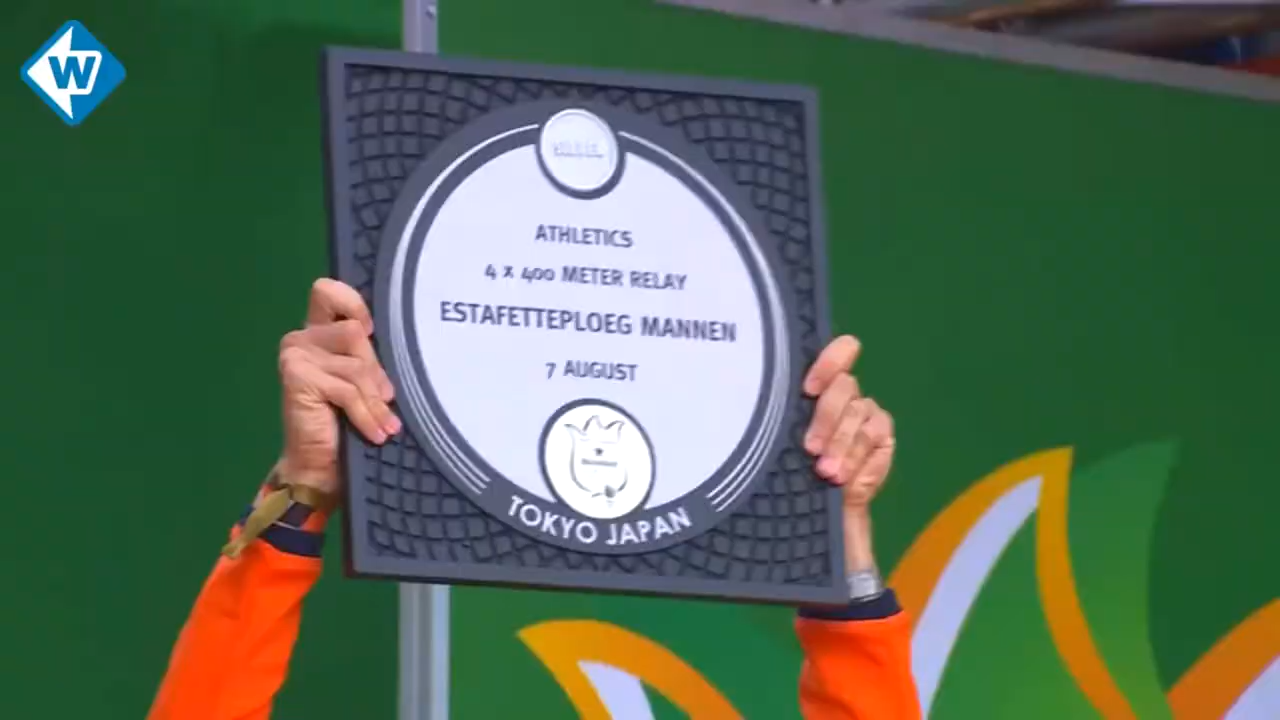 W
ATHLETICS
4 x 400 METER RELAY
ESTAFETTEPLOEG MANNEN
7 AUGUST
TOKYO JAPAN